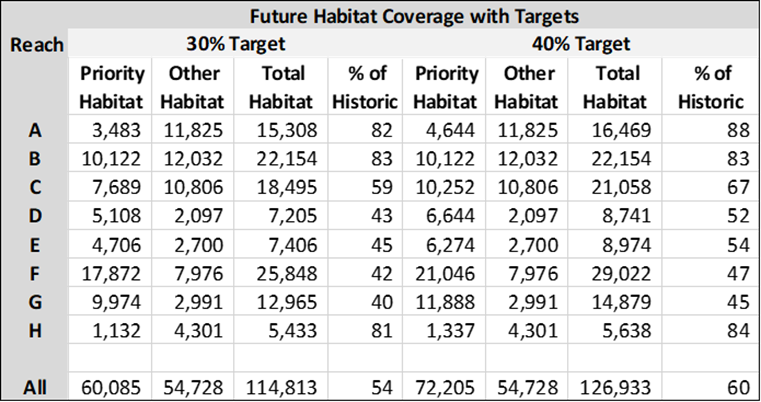 Future Habitat Coverage with Targets
Reach 30% Target 40% Target
Priority Other Total % of Priority Other Total % of
Habitat Habitat Habitat Historic Habitat Habitat Habitat Historic
A 3,483 11,825 15,308 82 4,644 11,825 16,469 88
B 10,122 12,032 22,154 83 10,122 12,032 22,154 83
C 7,689 10,806 18,495 59 10,252 10,806 21,058 67
D 5,108 2,097 7,205 43 6,644 2,097 8,741 52
E 4,706 2,700 7,406 45 6,274 2,700 8,974 54
F 17,872 7,976 25,848 42 21,046 7,976 29,022 47
G 9,974 2,991 12,965 40 11,888 2,991 14,879 45
H 1,132 4,301 5,433 81 1,337 4,301 5,638 84
All 60,085 54,728 114,813 54 72,205 54,728 126,933 60